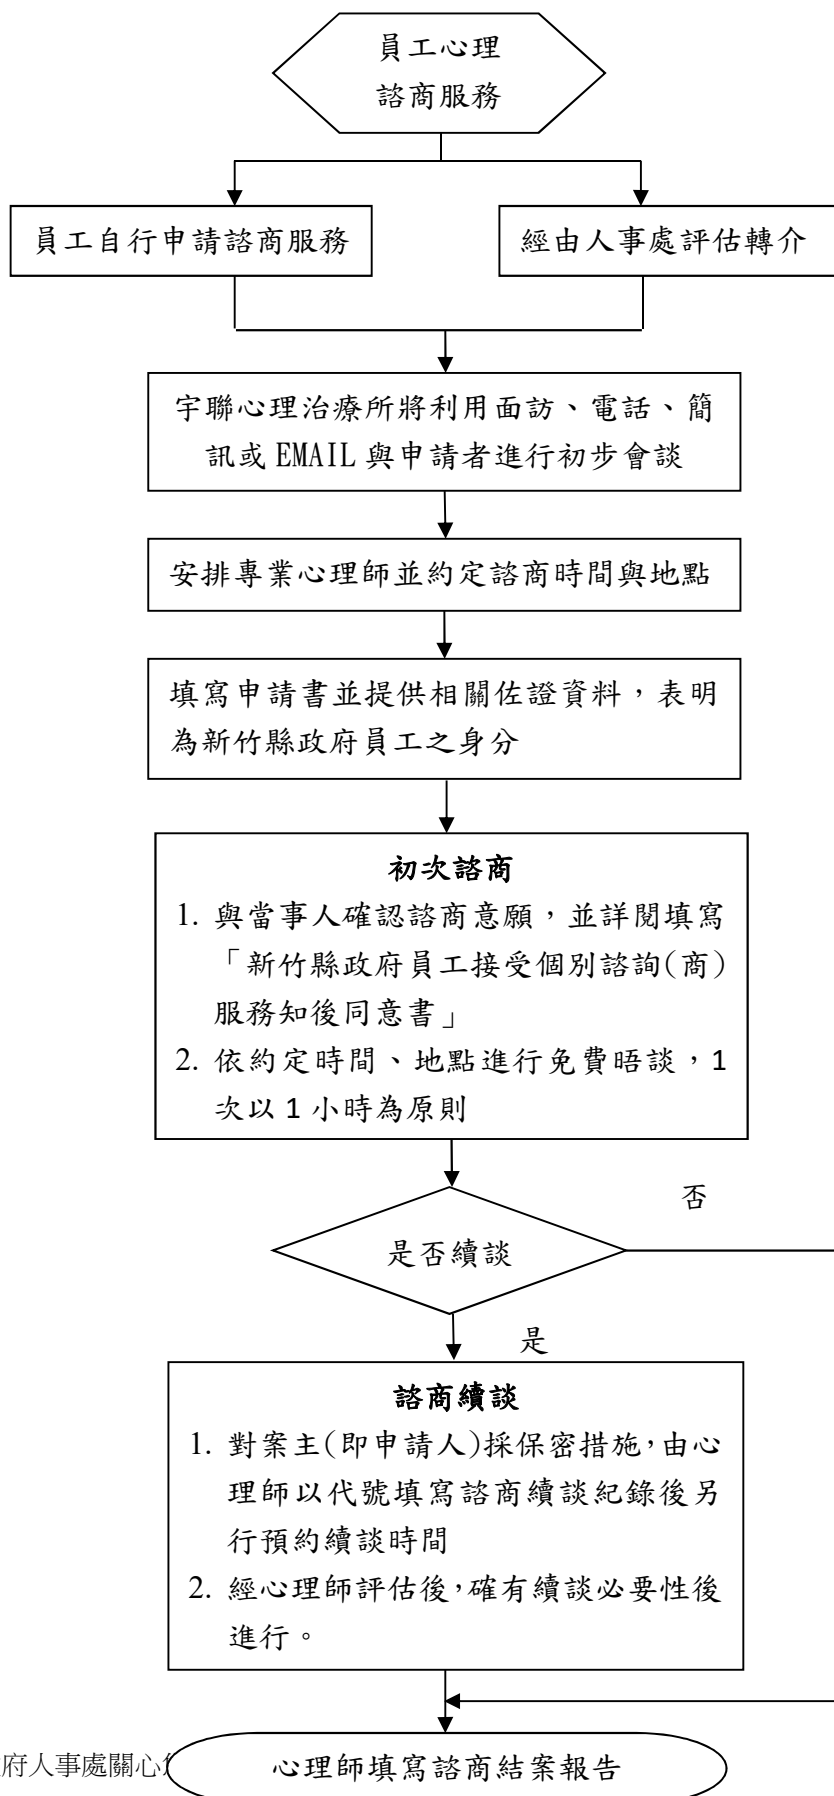 員工心理
諮商服務
員工自行申請諮商服務
經由人事處評估轉介
宇聯心理治療所將利用面訪、電話、簡
訊或 EMAIL 與申請者進行初步會談
安排專業心理師並約定諮商時間與地點
填寫申請書並提供相關佐證資料，表明
為新竹縣政府員工之身分
初次諮商
1. 與當事人確認諮商意願，並詳閱填寫
「新竹縣政府員工接受個別諮詢(商)
服務知後同意書」
2. 依約定時間、地點進行免費晤談，1
次以 1 小時為原則
否
是否續談
是
諮商續談
1. 對案主(即申請人)採保密措施，由心
理師以代號填寫諮商續談紀錄後另
行預約續談時間
2. 經心理師評估後，確有續談必要性後
進行。
府人事處關心
心理師填寫諮商結案報告